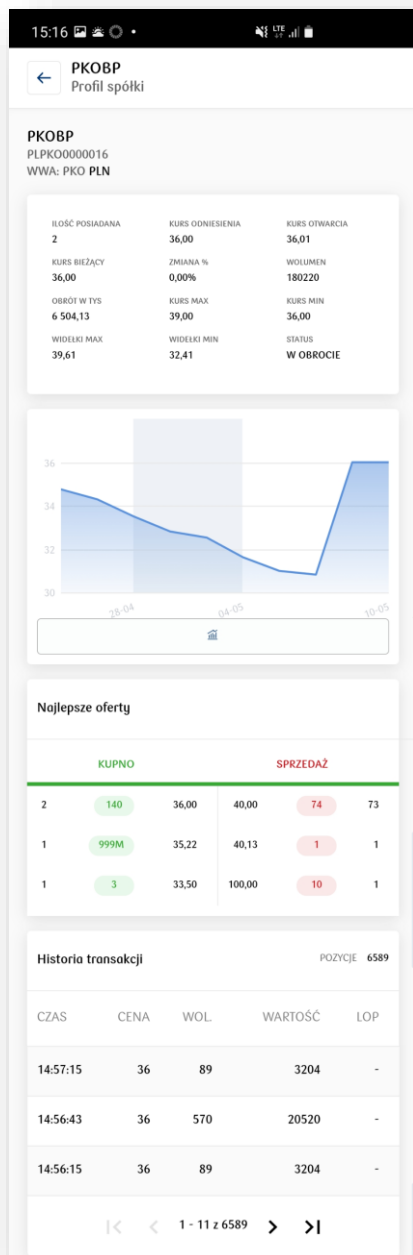 15:16 LTE
PKOBP
Profil spółki
PKOBP
PLPKO0000016
WWA: PKO PLN
ILOŚĆ POSIADANA KURS ODNIESIENIA KURS OTWARCIA
2 36,00 36,01
KURS BIEŻĄCY ZMIANA % WOLUMEN
36,00 0,00% 180220
OBRÓT W TYS KURS MAX KURS MIN
6 504,13 39,00 36,00
WIDEŁKI MAX WIDEŁKI MIN STATUS
39,61 32,41 W OBROCIE
36
34
32
30
28-04 04-05 10-05
Najlepsze oferty
KUPNO SPRZEDAŻ
2 140 36,00 40,00 74 73
1 999M 35,22 40,13 1 1
1 3 33,50 100,00 10 1
Historia transakcji POZYCJE 6589
CZAS CENA WOL. WARTOŚĆ LOP
14:57:15 36 89 3204 -
14:56:43 36 570 20520 -
14:56:15 36 89 3204 -
1 - 11 z 6589